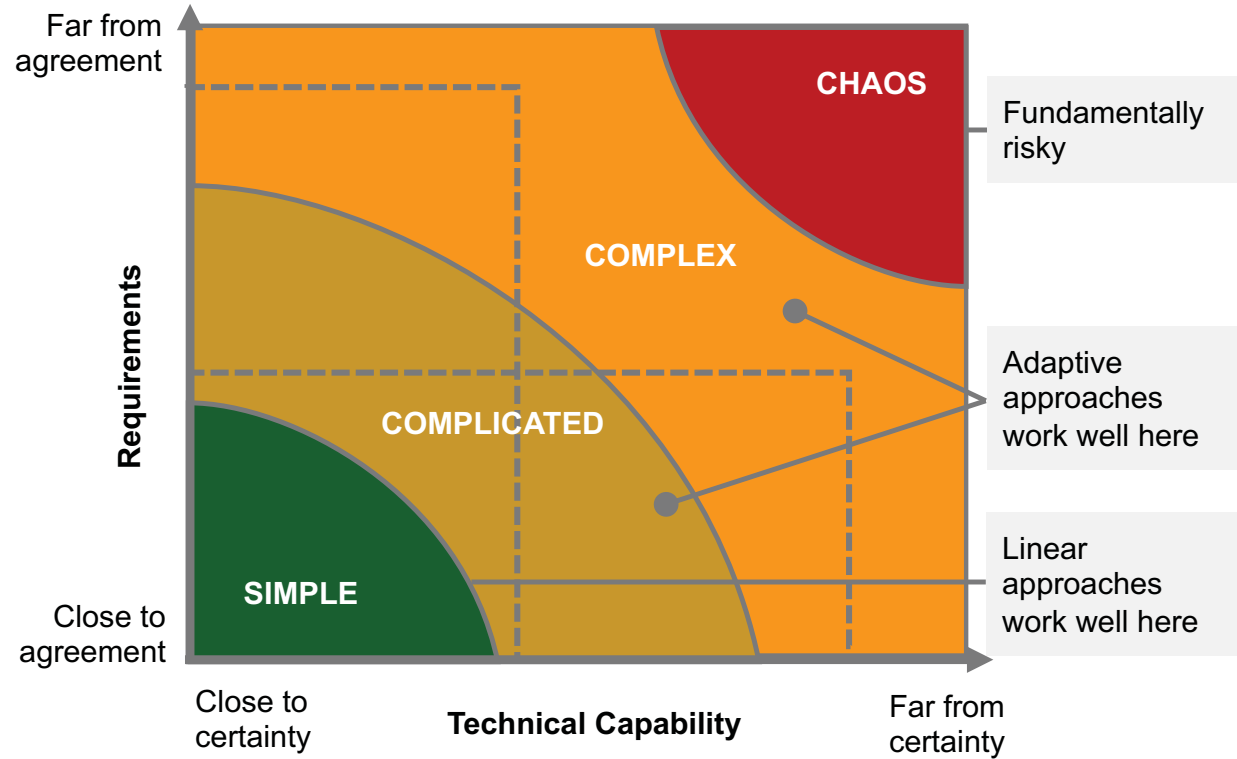 Far from
agreement
CHAOS
Fundamentally
risky
COMPLEX
Requirements
Adaptive
approaches
work well here
COMPLICATED
Linear
approaches
work well here
SIMPLE
Close to
agreement
Close to
certainty
Technical Capability
Far from
certainty